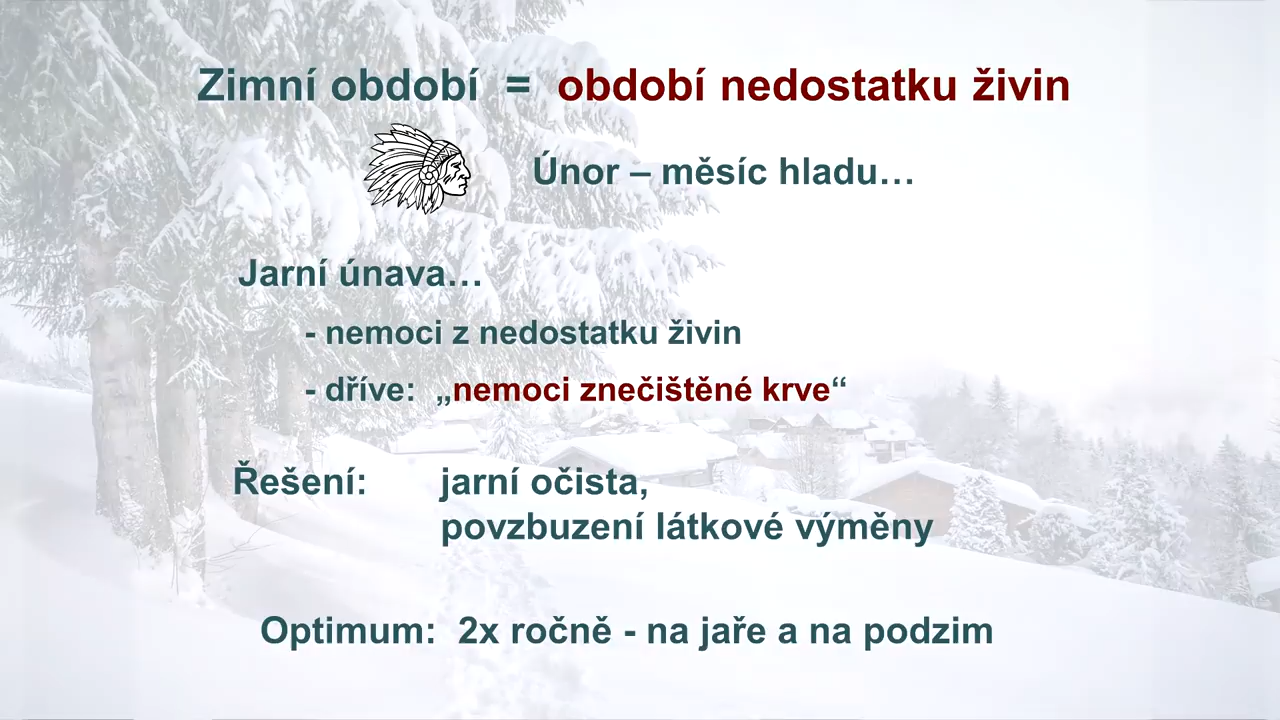 Zimní období = období nedostatku živin
Únor – měsíc hladu…
Jarní únava…
- nemoci z nedostatku živin
- dříve: „nemoci znečištěné krve“
Řešení: jarní očista,
povzbuzení látkové výměny
Optimum: 2x ročně - na jaře a na podzim